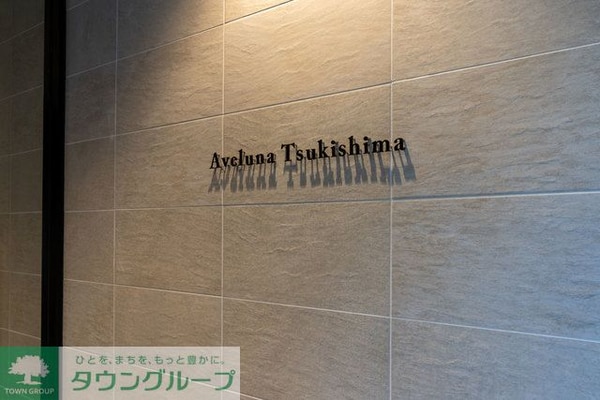 Aveluna Tsukishima
ひとを、まちを、もっと豊かに。
タウングループ
TOWN GROUP